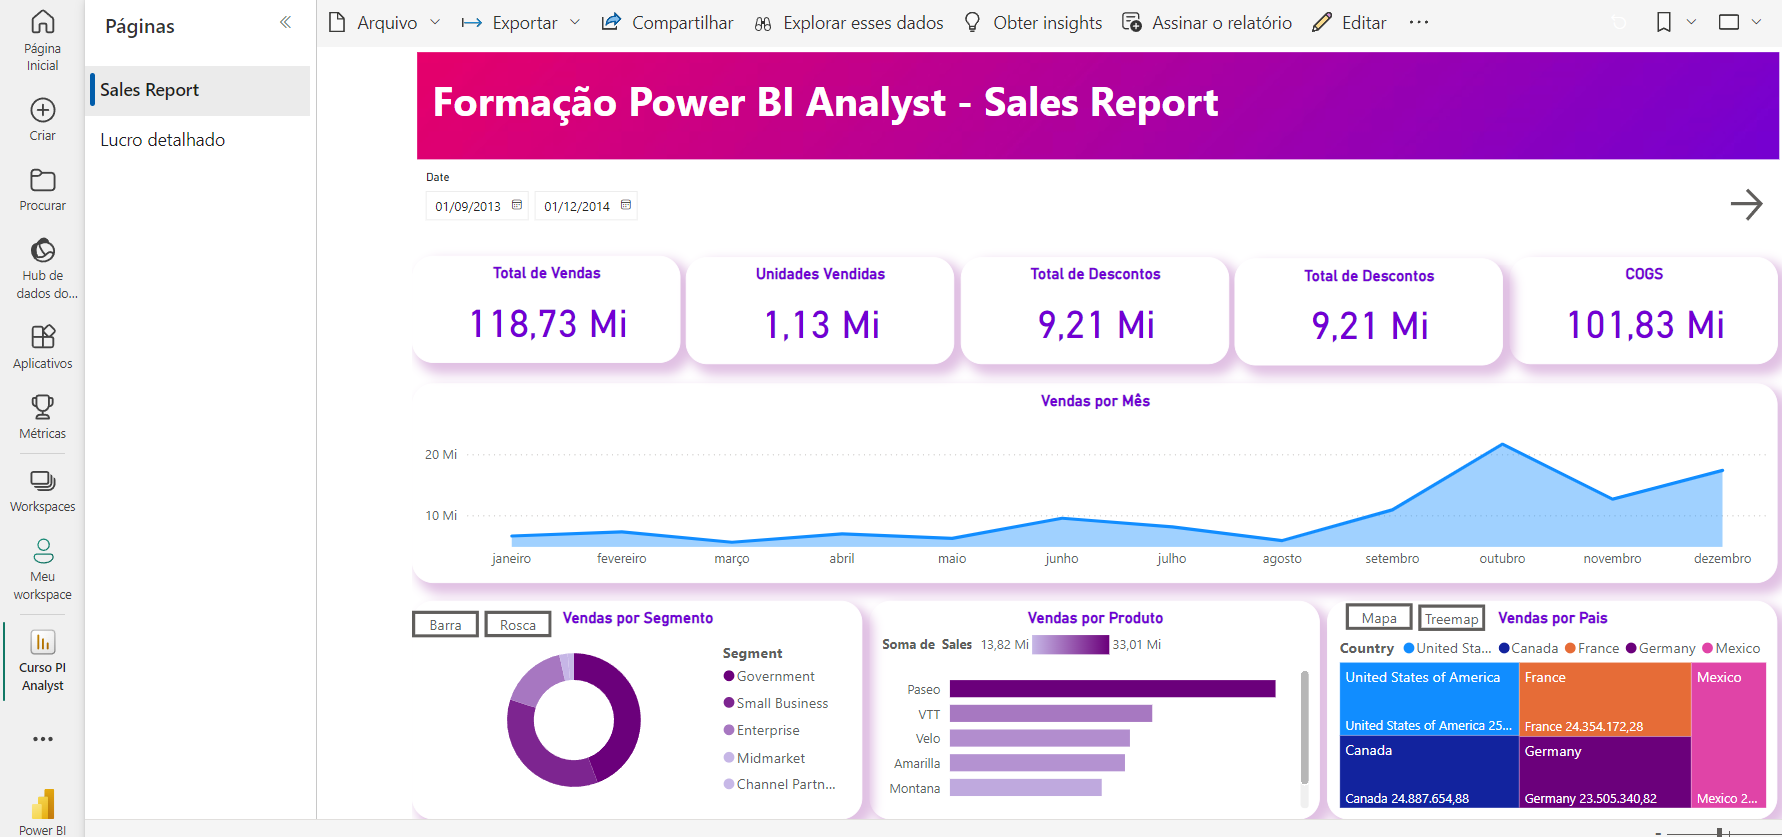 Página
Inicial
Criar
Procurar
Hub de
dados do...
Aplicativos
Métricas
Workspaces
Meu
workspace
Curso PI
Analyst
Power BI
Páginas
Sales Report
Lucro detalhado
Arquivo
Exportar
Compartilhar
Explorar esses dados
Obter insights
Assinar o relatório
Editar
Formação Power BI Analyst - Sales Report
Date
01/09/2013
01/12/2014
Total de Vendas
118,73 Mi
Unidades Vendidas
1,13 Mi
Total de Descontos
9,21 Mi
Total de Descontos
9,21 Mi
COGS
101,83 Mi
Vendas por Mês
20 Mi
10 Mi
janeiro
fevereiro
março
abril
maio
junho
julho
agosto
setembro
outubro
novembro
dezembro
Barra
Rosca
Vendas por Segmento
Segment
Government
Small Business
Enterprise
Midmarket
Channel Partn...
Vendas por Produto
Soma de Sales
13,82 Mi
33,01 Mi
Paseo
VTT
Velo
Amarilla
Montana
Mapa
Treemap
Vendas por Pais
Country
United Sta...
Canada
France
Germany
Mexico
United States of America
United States of America 25...
France
France 24.354.172,28
Mexico
Mexico 2...
Canada
Canada 24.887.654,88
Germany
Germany 23.505.340,82